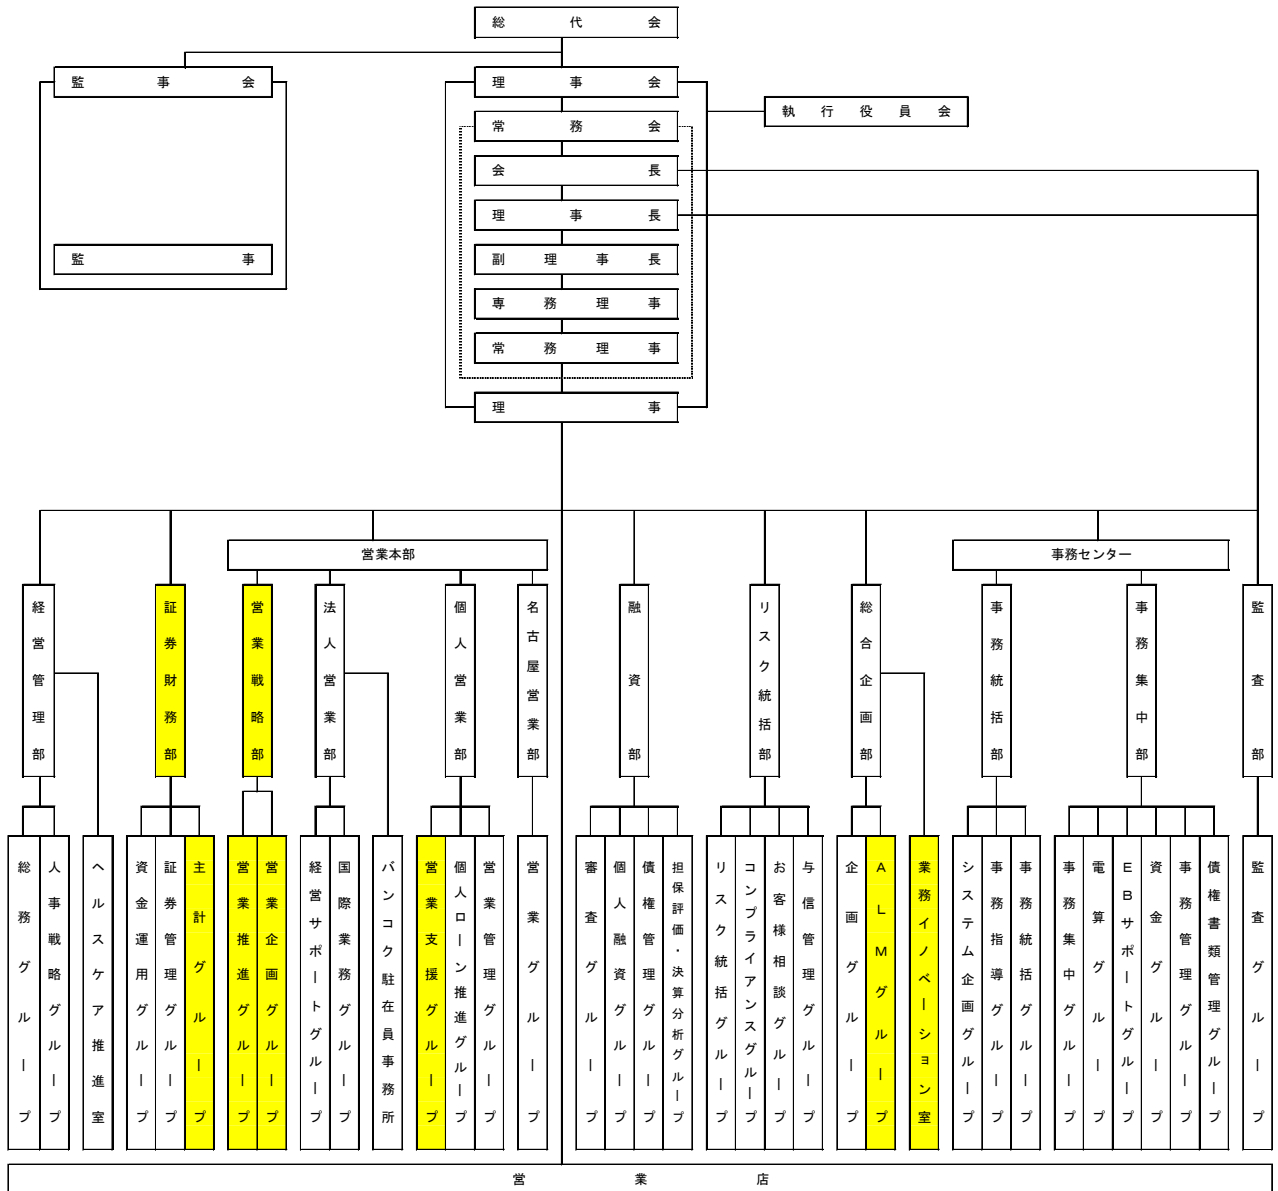 総代会
監事会
理事会
執行役員会
常務会
会長
理事長
副理事長
監事
専務理事
常務理事
理事
営業本部
事務センター
経営管理部
証券財務部
営業戦略部
法人営業部
個人営業部
名古屋営業部
融資部
リスク統括部
総合企画部
事務統括部
事務集中部
監査部
総務グループ
人事戦略グループ
ヘルスケア推進室
資金運用グループ
証券管理グループ
主計グループ
営業推進グループ
営業企画グループ
経営サポートグループ
国際業務グループ
バンコク駐在員事務所
営業支援グループ
個人ローン推進グループ
営業管理グループ
営業グループ
審査グループ
個人融資グループ
債権管理グループ
担保評価・決算分析グループ
リスク統括グループ
コンプライアンスグループ
お客様相談グループ
与信管理グループ
企画グループ
ALMグループ
業務イノベーション室
システム企画グループ
事務指導グループ
事務統括グループ
事務集中グループ
電算グループ
EBサポートグループ
資金グループ
事務管理グループ
債権書類管理グループ
監査グループ
営業店